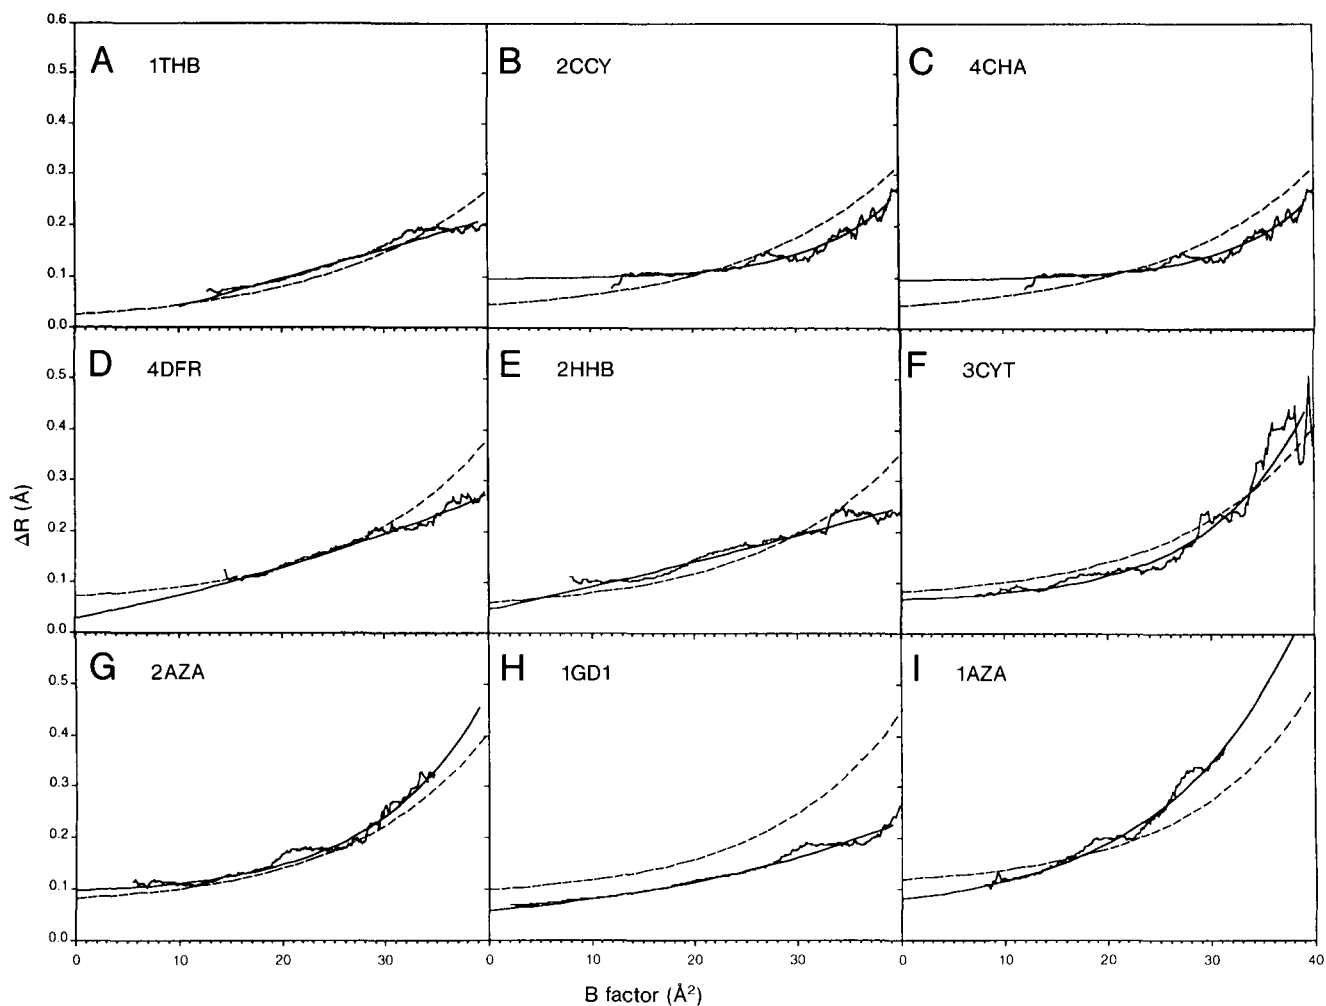 0.6
A 1THB
B 2CCY
C 4CHA
0.5
0.4
0.3
0.2
0.1
0.0
D 4DFR
E 2HHB
F 3CYT
0.5
0.4
0.3
0.2
0.1
0.0
ΔR (Å)
G 2AZA
H 1GD1
I 1AZA
0.5
0.4
0.3
0.2
0.1
0.0
0 10 20 30 0 10 20 30 0 10 20 30 40
B factor (Å²)